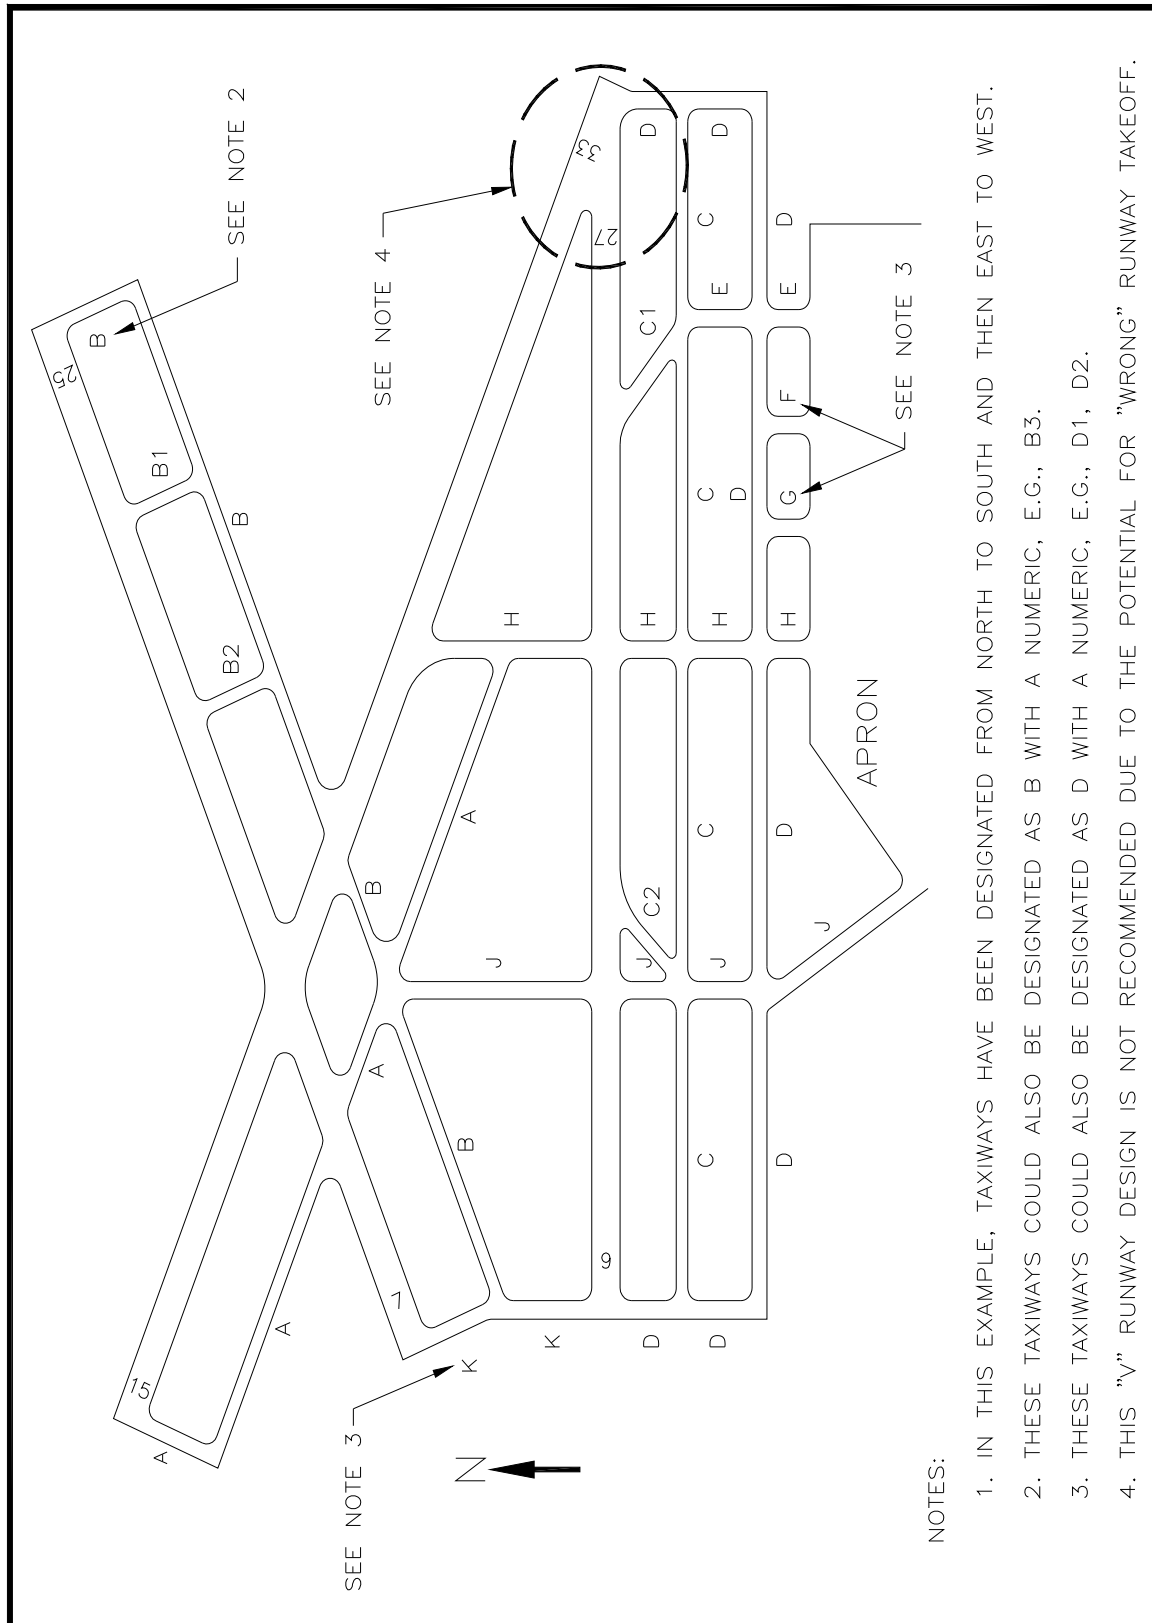 25
B
15
A
B1
SEE NOTE 2
B2
B
A
SEE NOTE 3
A
B
SEE NOTE 4
7
K
N
B
A
J
H
K
33
9
27
D
J
C2
H
C1
D
D
C
J
C
H
C
D
E
C
D
D
D
H
G
F
E
D
J
APRON
SEE NOTE 3
NOTES:
1. IN THIS EXAMPLE, TAXIWAYS HAVE BEEN DESIGNATED FROM NORTH TO SOUTH AND THEN EAST TO WEST.
2. THESE TAXIWAYS COULD ALSO BE DESIGNATED AS B WITH A NUMERIC, E.G., B3.
3. THESE TAXIWAYS COULD ALSO BE DESIGNATED AS D WITH A NUMERIC, E.G., D1, D2.
4. THIS "V" RUNWAY DESIGN IS NOT RECOMMENDED DUE TO THE POTENTIAL FOR "WRONG" RUNWAY TAKEOFF.